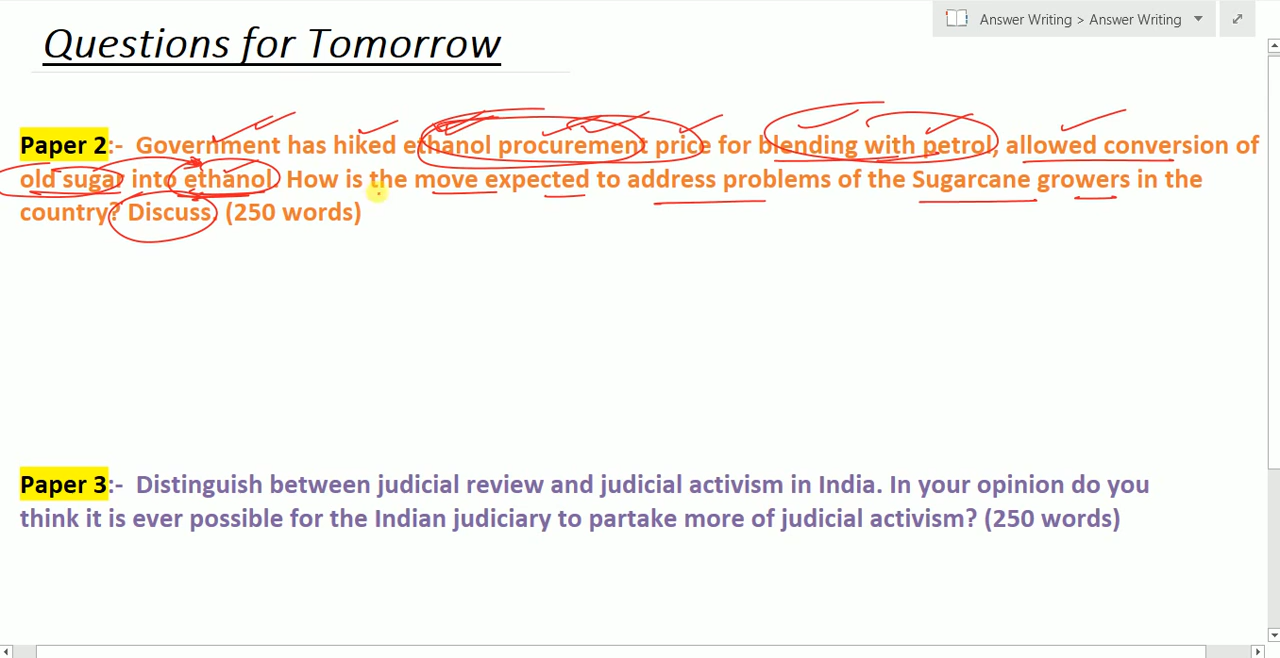 Answer Writing > Answer Writing
Questions for Tomorrow
Paper 2:- Government has hiked ethanol procurement price for blending with petrol, allowed conversion of
old sugar into ethanol. How is the move expected to address problems of the Sugarcane growers in the
country? Discuss. (250 words)
Paper 3:- Distinguish between judicial review and judicial activism in India. In your opinion do you
think it is ever possible for the Indian judiciary to partake more of judicial activism? (250 words)